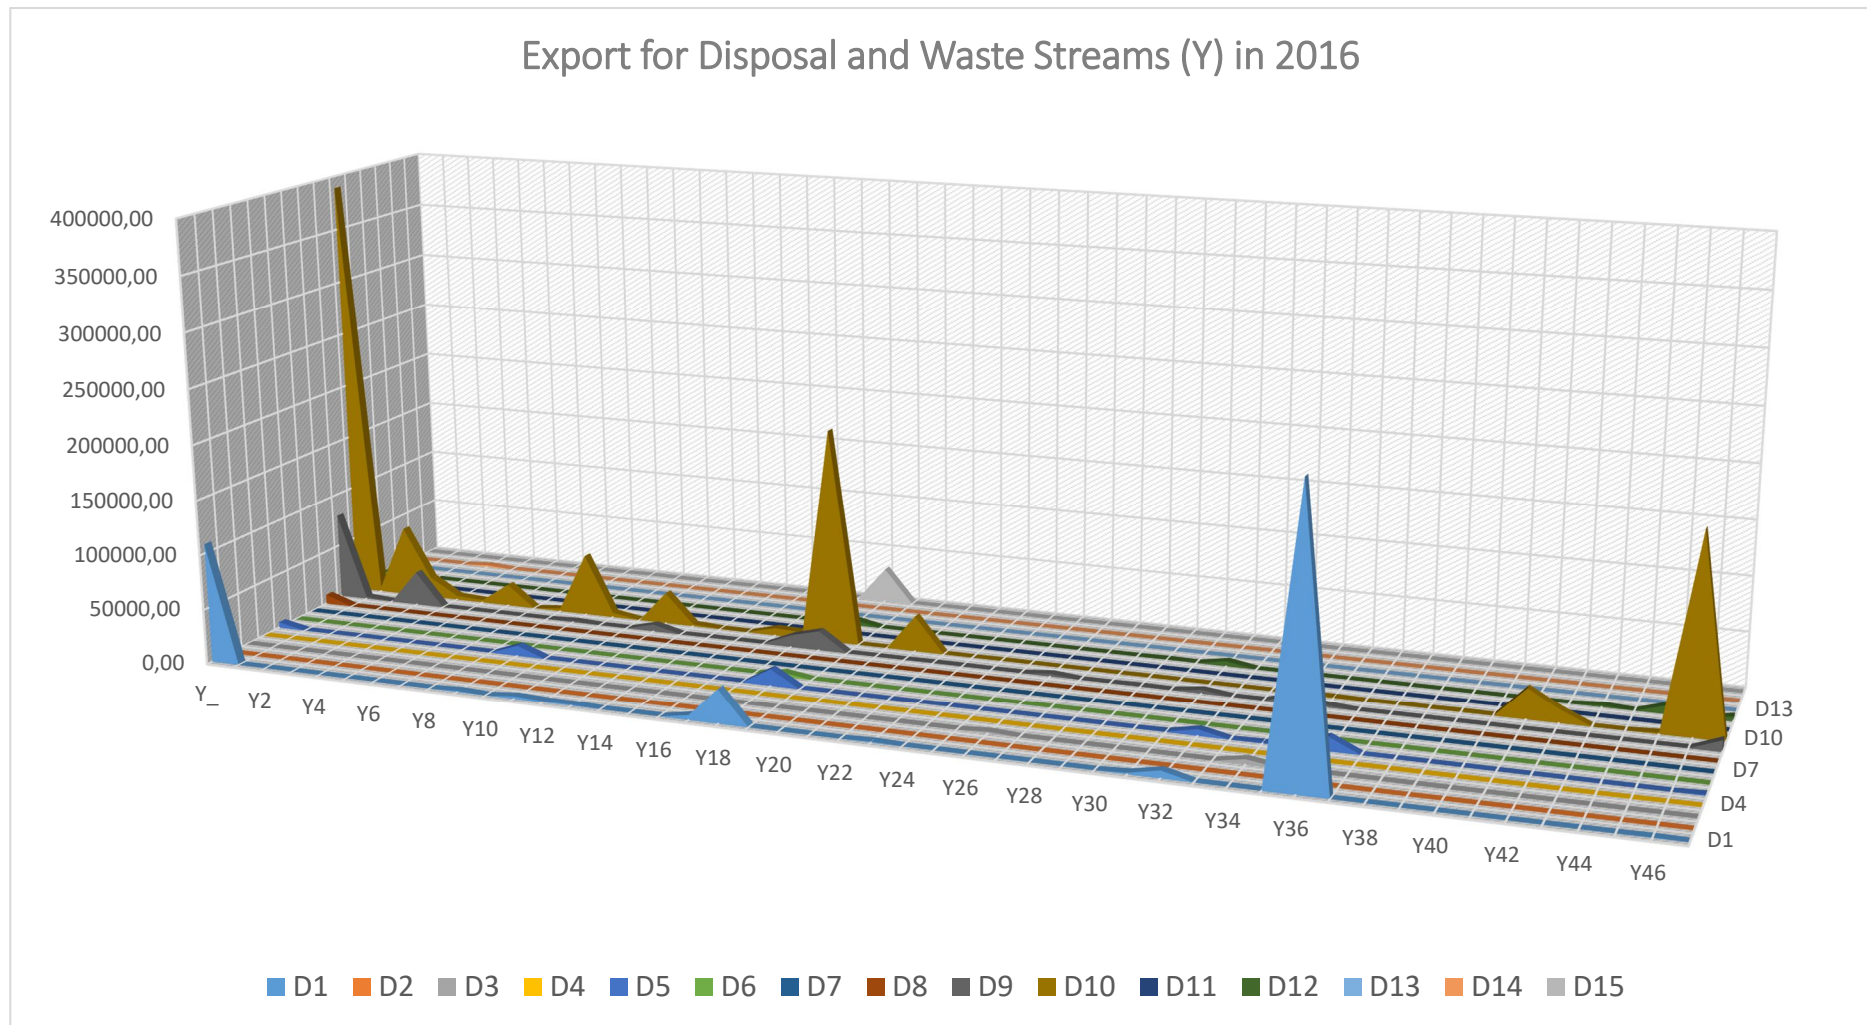 Export for Disposal and Waste Streams (Y) in 2016
400000,00
350000,00
300000,00
250000,00
200000,00
150000,00
100000,00
50000,00
0,00
Y_ Y2 Y4 Y6 Y8 Y10 Y12 Y14 Y16 Y18 Y20 Y22 Y24 Y26 Y28 Y30 Y32 Y34 Y36 Y38 Y40 Y42 Y44 Y46
D13
D10
D7
D4
D1
D1 D2 D3 D4 D5 D6 D7 D8 D9 D10 D11 D12 D13 D14 D15